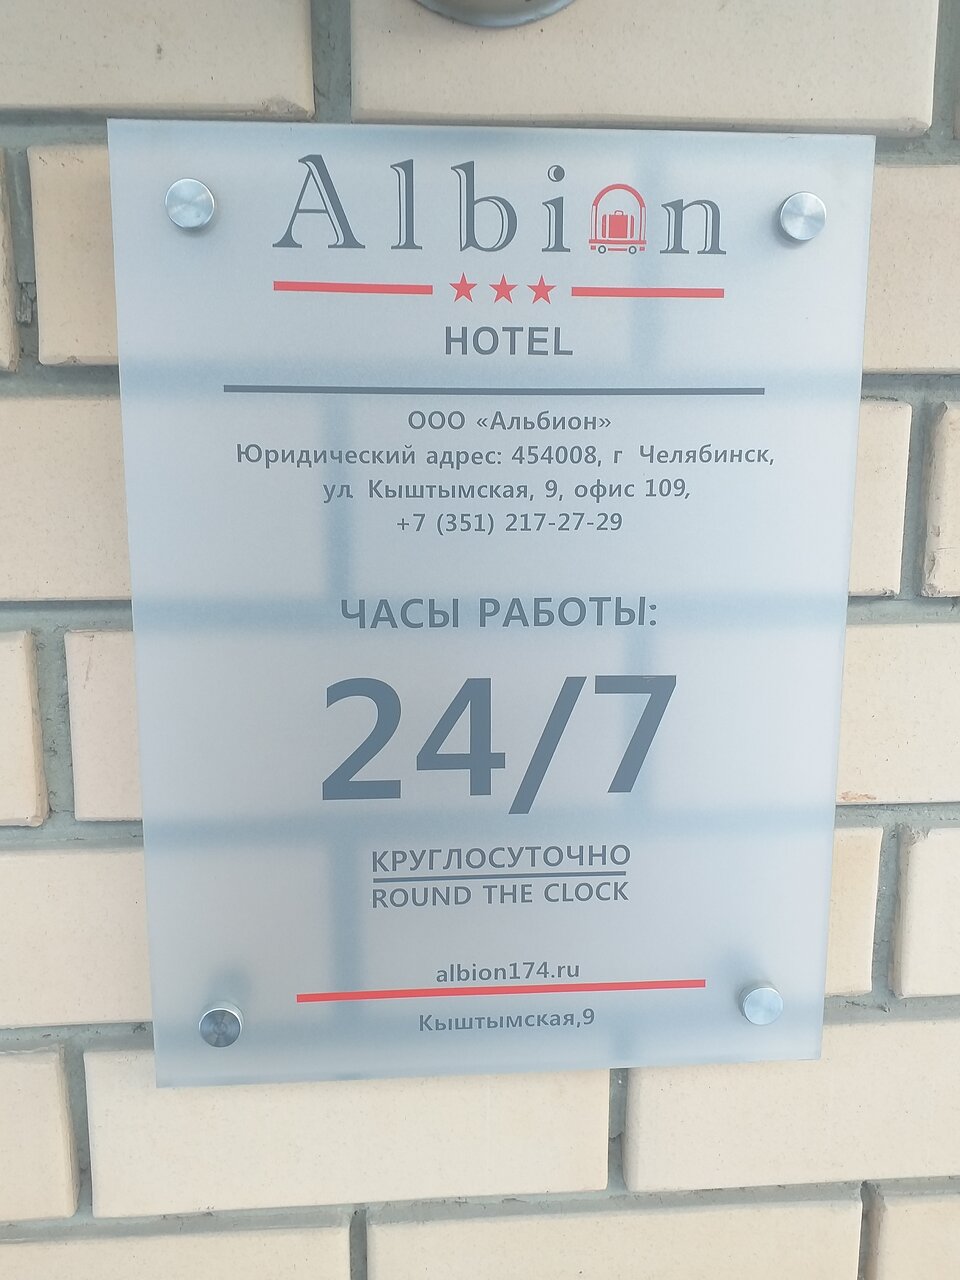 Albion
HOTEL
ООО «Альбион»
Юридический адрес: 454008, г Челябинск,
ул Кыштымская, 9, офис 109,
+7 (351) 217-27-29
ЧАСЫ РАБОТЫ:
24/7
КРУГЛОСУТОЧНО
ROUND THE CLOCK
albion174.ru
Кыштымская,9